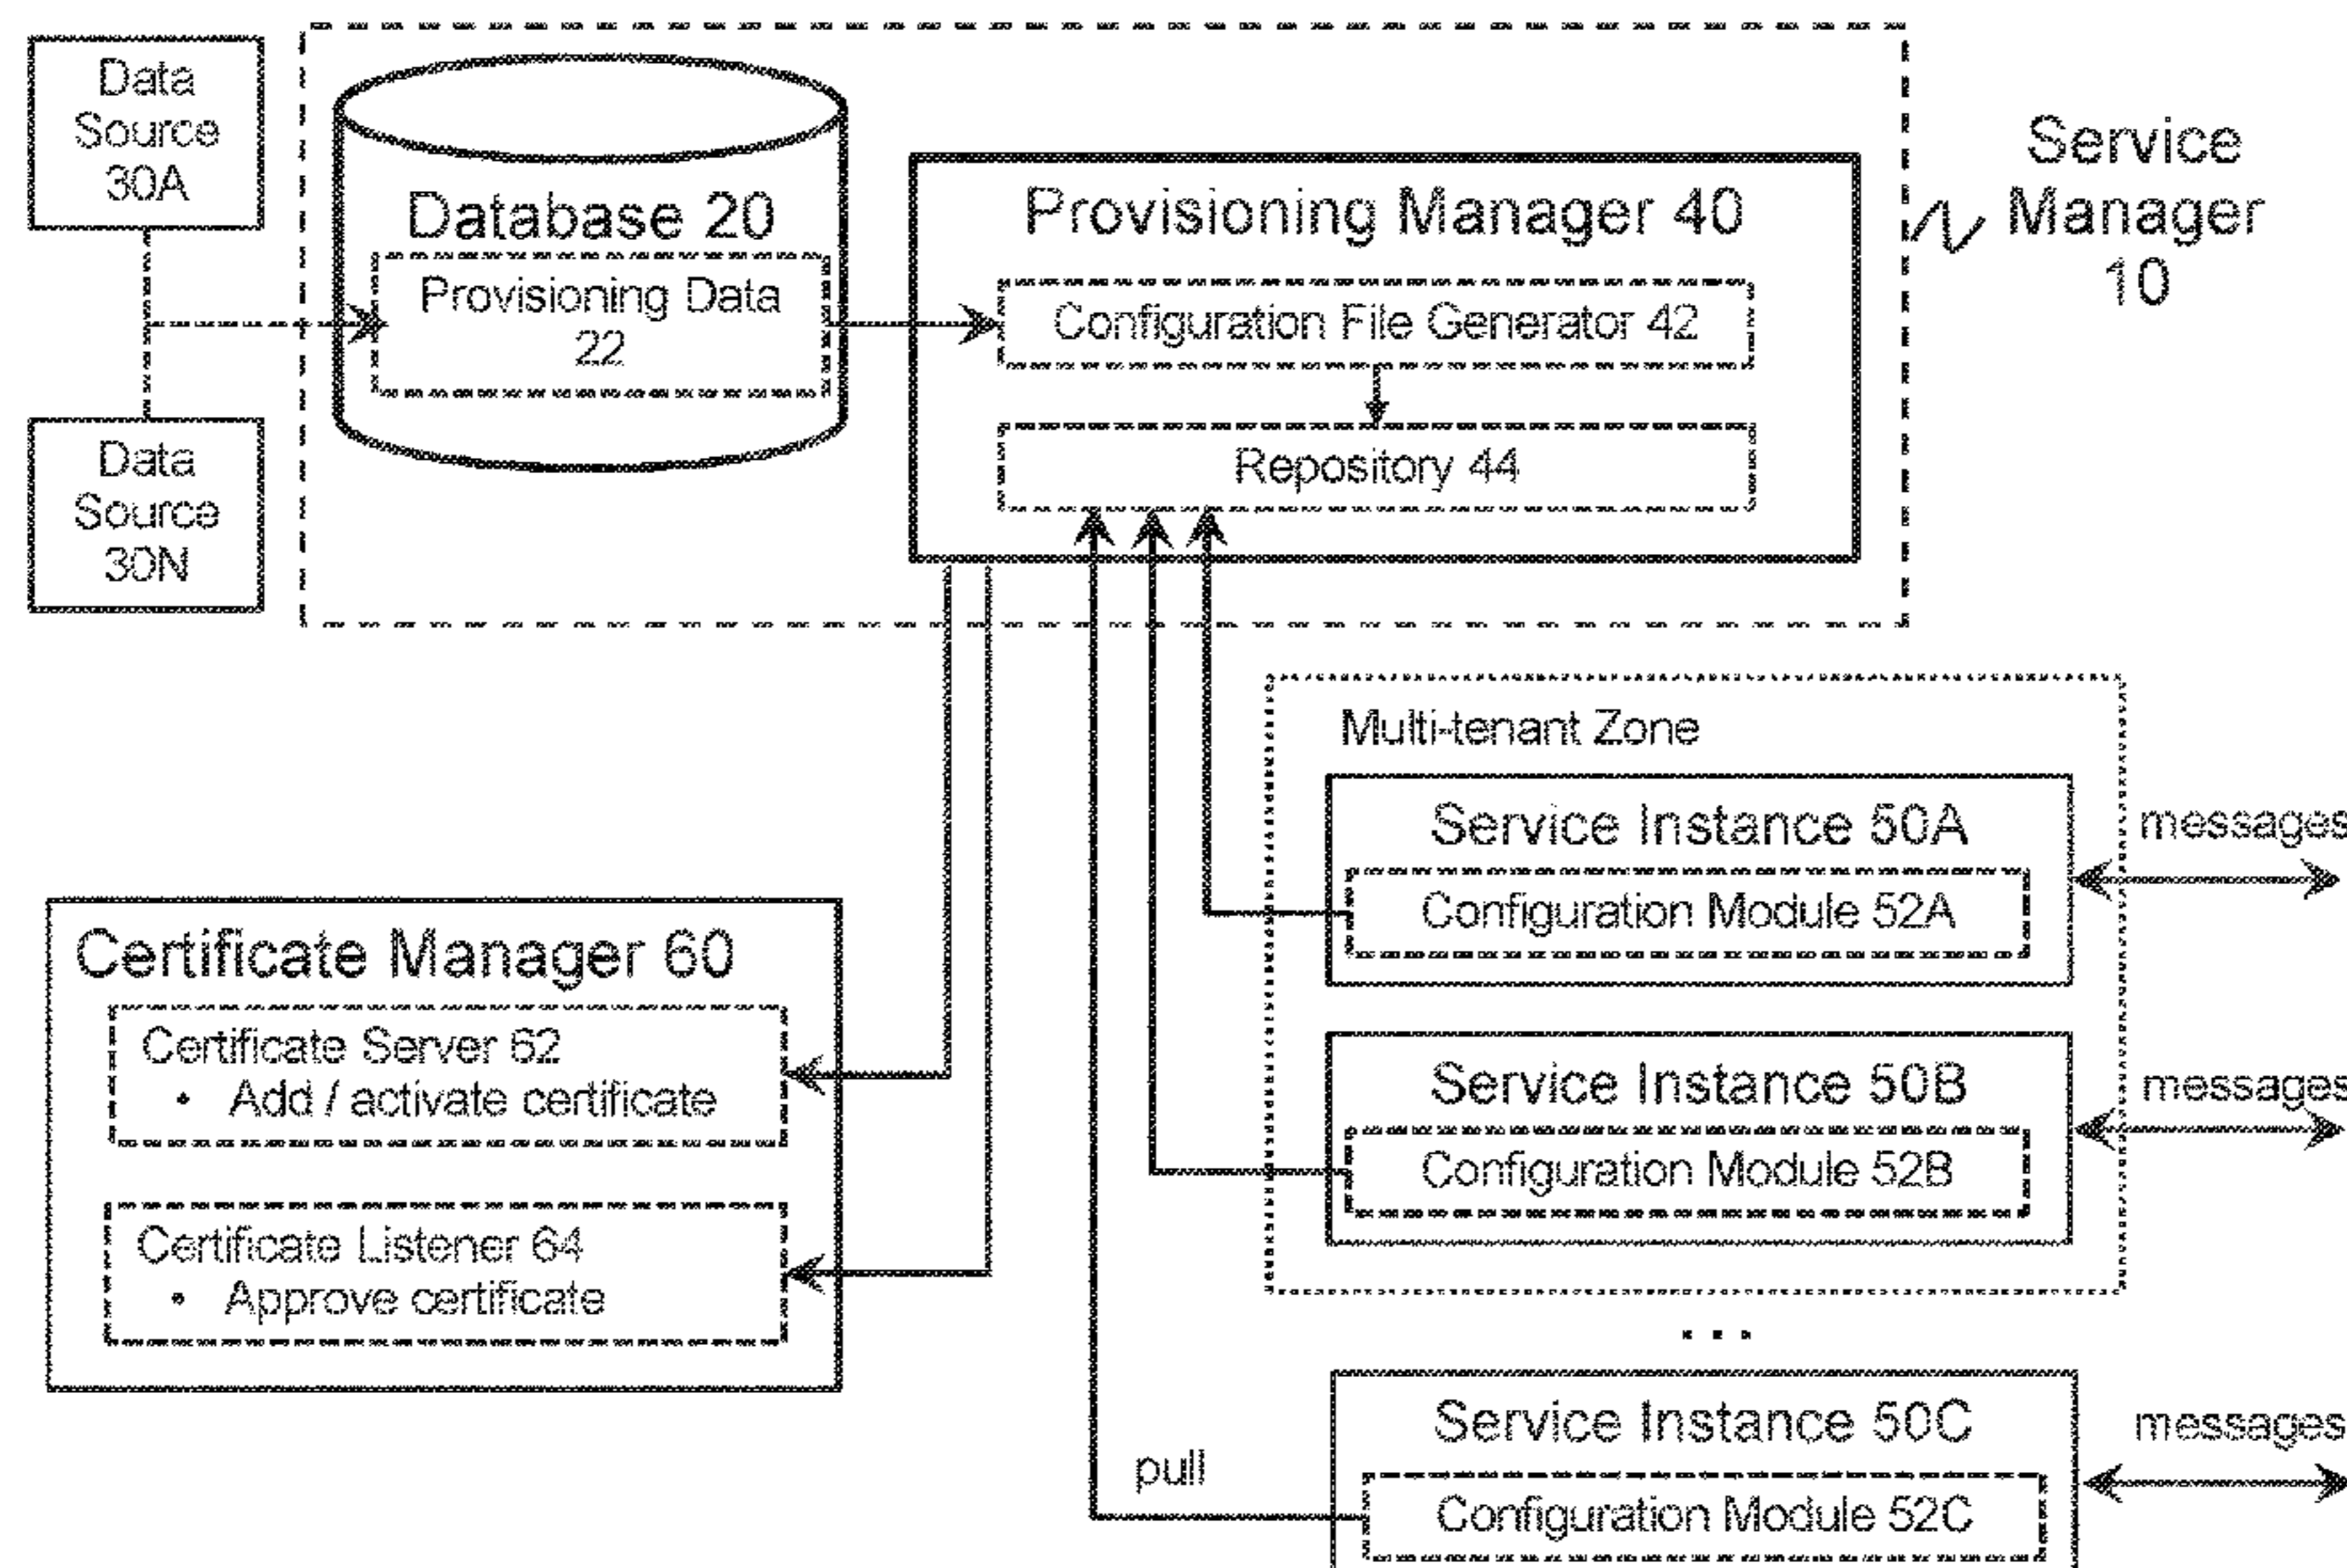 Data
Source
30A
Data
Source
30N
Database 20
Provisioning Data
22
Provisioning Manager 40
Configuration File Generator 42
Repository 44
Service
Manager
10
Multi-tenant Zone
Service Instance 50A
Configuration Module 52A
messages
Service Instance 50B
Configuration Module 52B
messages
. . .
Service Instance 50C
Configuration Module 52C
messages
pull
Certificate Manager 60
Certificate Server 62
• Add / activate certificate
Certificate Listener 64
• Approve certificate